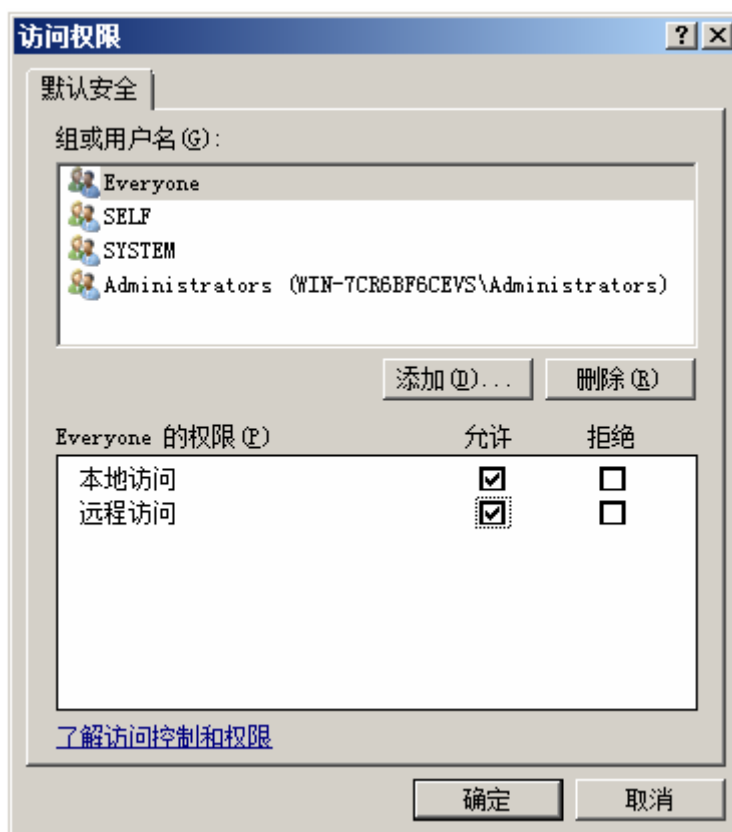 访问权限
默认安全
组或用户名(G):
Everyone
SELF
SYSTEM
Administrators (WIN-7CR6BF6CEVS\Administrators)
添加(D)... 删除(R)
Everyone 的权限(P) 允许 拒绝
本地访问
远程访问
了解访问控制和权限
确定 取消